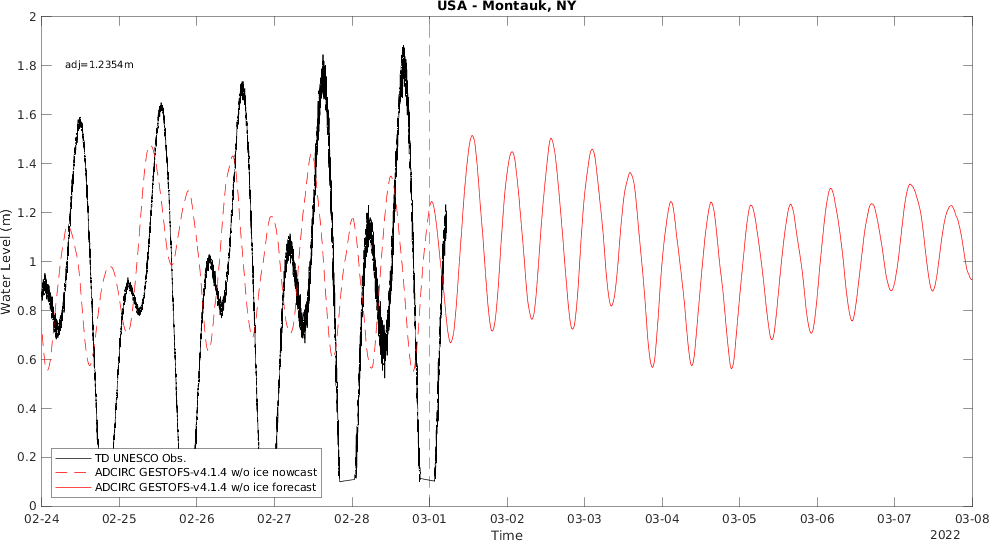 USA - Montauk, NY
adj=1.2354m
Water Level (m)
2
1.8
1.6
1.4
1.2
1
0.8
0.6
0.4
0.2
0
TD UNESCO Obs.
ADCIRC GESTOFS-v4.1.4 w/o ice nowcast
ADCIRC GESTOFS-v4.1.4 w/o ice forecast
02-24 02-25 02-26 02-27 02-28 03-01 03-02 03-03 03-04 03-05 03-06 03-07 03-08
Time
2022